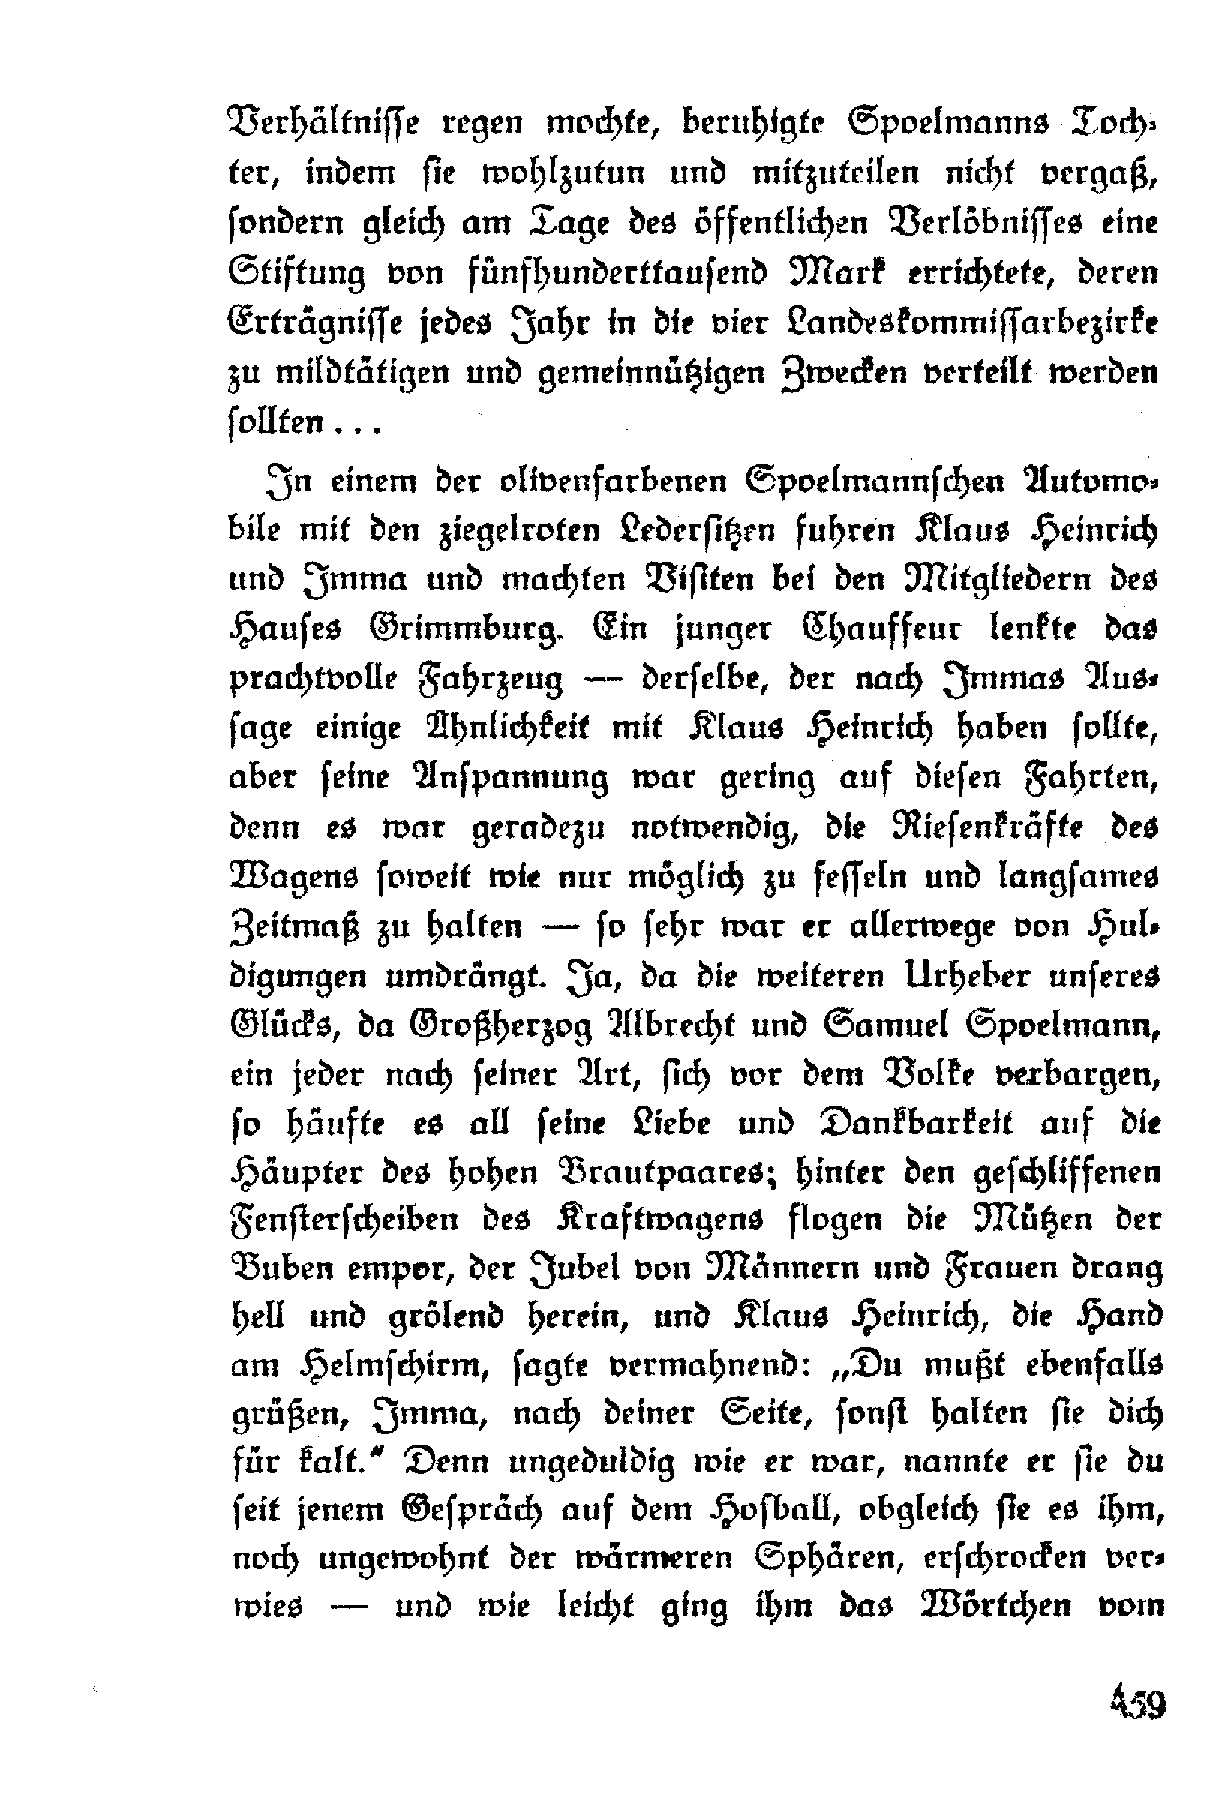 Verhältnisse regen mochte, beruhigte Spoelmanns Toch-
ter, indem sie wohlzutun und mitzuteilen nicht vergaß,
sondern gleich am Tage des öffentlichen Verlöbnisses eine
Stiftung von fünfhunderttausend Mark errichtete, deren
Erträgnisse jedes Jahr in die vier Landeskommissarbezirke
zu mildtätigen und gemeinnützigen Zwecken verteilt werden
sollten . . .
In einem der olivenfarbenen Spoelmannschen Automo-
bile mit den ziegelroten Ledersitzen fuhren Klaus Heinrich
und Imma und machten Visiten bei den Mitgliedern des
Hauses Grimmburg. Ein junger Chauffeur lenkte das
prachtvolle Fahrzeug — derselbe, der nach Immas Aus-
sage einige Ähnlichkeit mit Klaus Heinrich haben sollte,
aber seine Anspannung war gering auf diesen Fahrten,
denn es war geradezu notwendig, die Riesenkräfte des
Wagens soweit wie nur möglich zu fesseln und langsames
Zeitmaß zu halten — so sehr war er allerwege von Hul-
digungen umdrängt. Ja, da die weiteren Urheber unseres
Glücks, da Großherzog Albrecht und Samuel Spoelmann,
ein jeder nach seiner Art, sich vor dem Volke verbargen,
so häufte es all seine Liebe und Dankbarkeit auf die
Häupter des hohen Brautpaares; hinter den geschliffenen
Fensterscheiben des Kraftwagens flogen die Mützen der
Buben empor, der Jubel von Männern und Frauen drang
hell und grölend herein, und Klaus Heinrich, die Hand
am Helmschirm, sagte vermahnend: „Du mußt ebenfalls
grüßen, Imma, nach deiner Seite, sonst halten sie dich
für kalt.“ Denn ungeduldig wie er war, nannte er sie du
seit jenem Gespräch auf dem Hofball, obgleich sie es ihm,
noch ungewohnt der wärmeren Sphären, erschrocken ver-
wies — und wie leicht ging ihm das Wörtchen vom
459